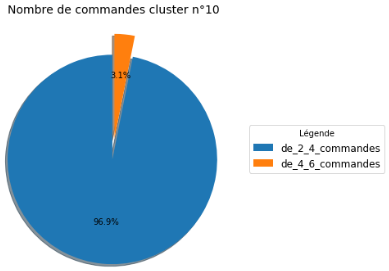 Nombre de commandes cluster n°10
3.1%
Légende
de_2_4_commandes
de_4_6_commandes
96.9%